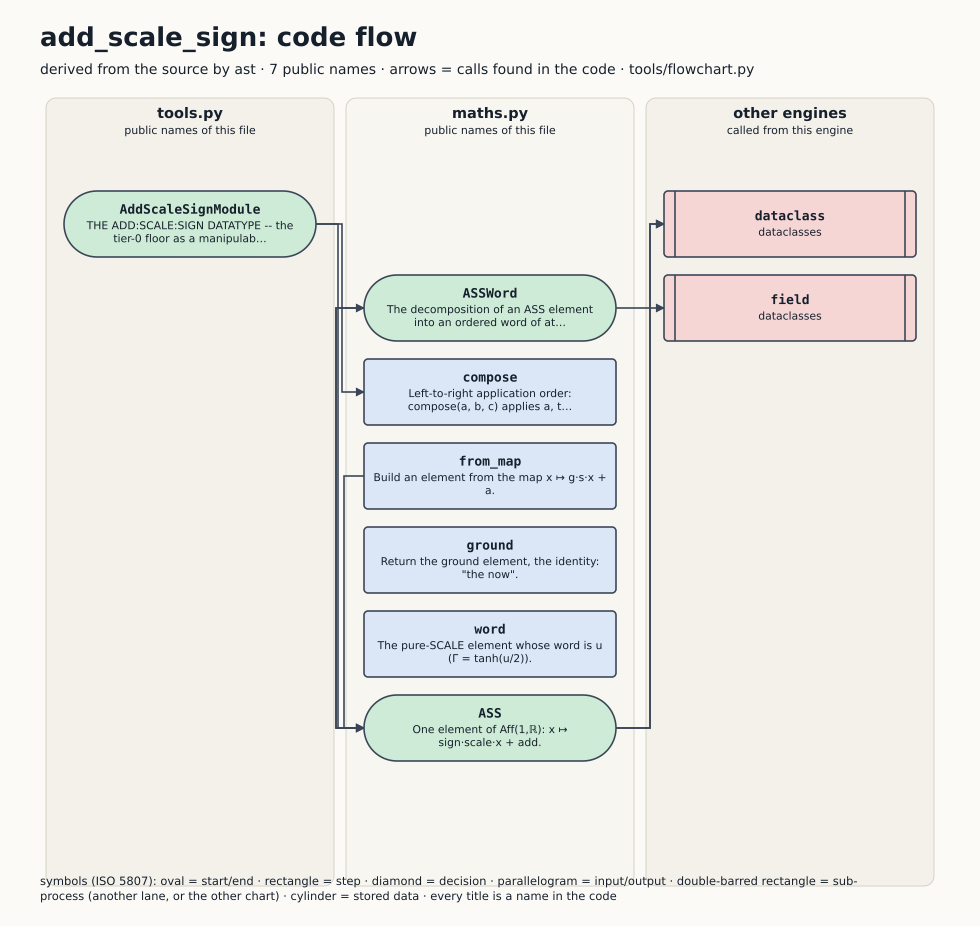 add_scale_sign: code flow
derived from the source by ast · 7 public names · arrows = calls found in the code · tools/flowchart.py
tools.py
public names of this file
maths.py
public names of this file
other engines
called from this engine
AddScaleSignModule
THE ADD:SCALE:SIGN DATATYPE -- the
tier-0 floor as a manipulab…
dataclass
dataclasses
ASSWord
The decomposition of an ASS element
into an ordered word of at…
field
dataclasses
compose
Left-to-right application order:
compose(a, b, c) applies a, t…
from_map
Build an element from the map x ↦ g·s·x +
a.
ground
Return the ground element, the identity:
"the now".
word
The pure-SCALE element whose word is u
(Γ = tanh(u/2)).
ASS
One element of Aff(1,ℝ): x ↦
sign·scale·x + add.
symbols (ISO 5807): oval = start/end · rectangle = step · diamond = decision · parallelogram = input/output · double-barred rectangle = sub-
process (another lane, or the other chart) · cylinder = stored data · every title is a name in the code